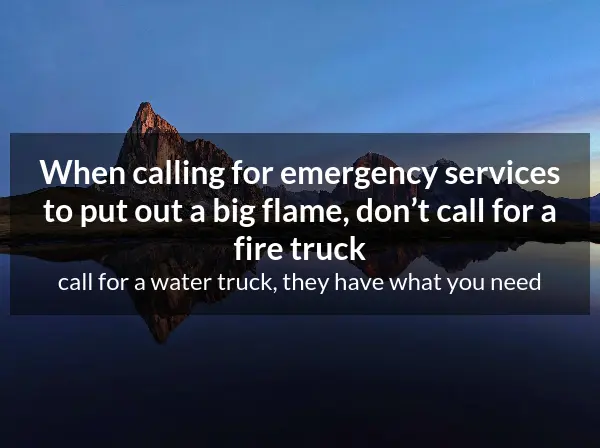 When calling for emergency services
to put out a big flame, don’t call for a
fire truck
call for a water truck, they have what you need